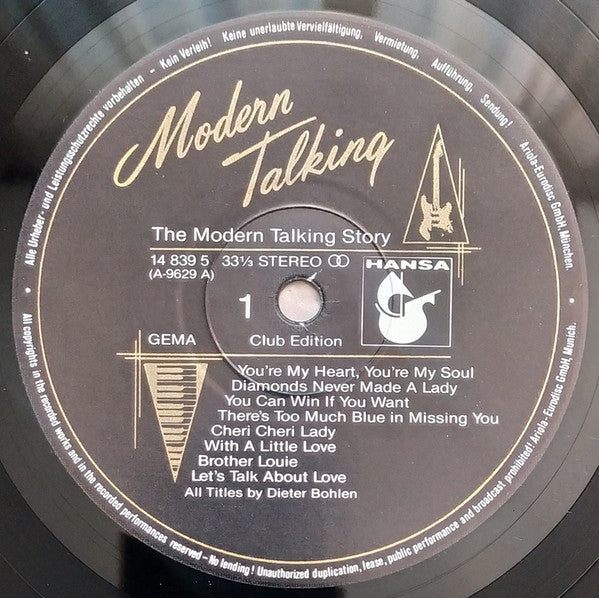 Alle Urheber- und Leistungsschutzrechte vorbehalten - Kein Verleih! Keine unerlaubte Vervielfältigung, Vermietung, Aufführung, Sendung! Ariola-Eurodisc GmbH, München.
Modern
Talking
The Modern Talking Story
14 839 5 33⅓ STEREO
(A-9629 A)
HANSA
1
GEMA
Club Edition
You're My Heart, You're My Soul
Diamonds Never Made A Lady
You Can Win If You Want
There's Too Much Blue in Missing You
Cheri Cheri Lady
With A Little Love
Brother Louie
Let's Talk About Love
All Titles by Dieter Bohlen
All copyrights in the recorded works and in the recorded performances reserved - No lending! Unauthorized duplication, lease, public performance and broadcast prohibited! Ariola-Eurodisc GmbH, Munich.